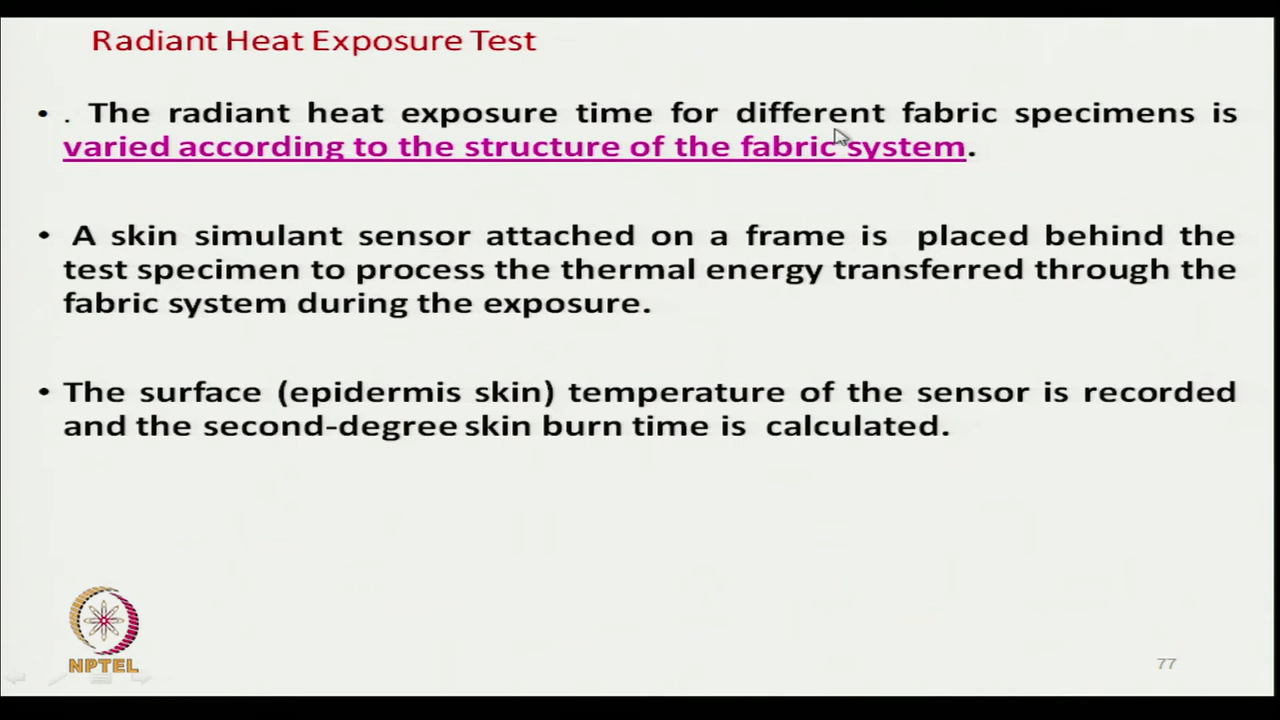 Radiant Heat Exposure Test
• . The radiant heat exposure time for different fabric specimens is
varied according to the structure of the fabric system.
• A skin simulant sensor attached on a frame is placed behind the
test specimen to process the thermal energy transferred through the
fabric system during the exposure.
• The surface (epidermis skin) temperature of the sensor is recorded
and the second-degree skin burn time is calculated.
NPTEL
77